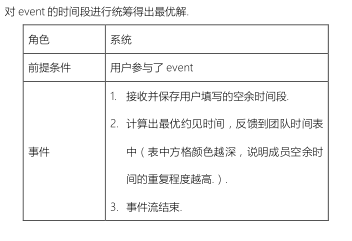 对 event 的时间段进行统筹得出最优解.
角色 系统
前提条件 用户参与了 event
事件
1. 接收并保存用户填写的空余时间段.
2. 计算出最优约见时间，反馈到团队时间表
中（表中方格颜色越深，说明成员空余时
间的重复程度越高.）.
3. 事件流结束.